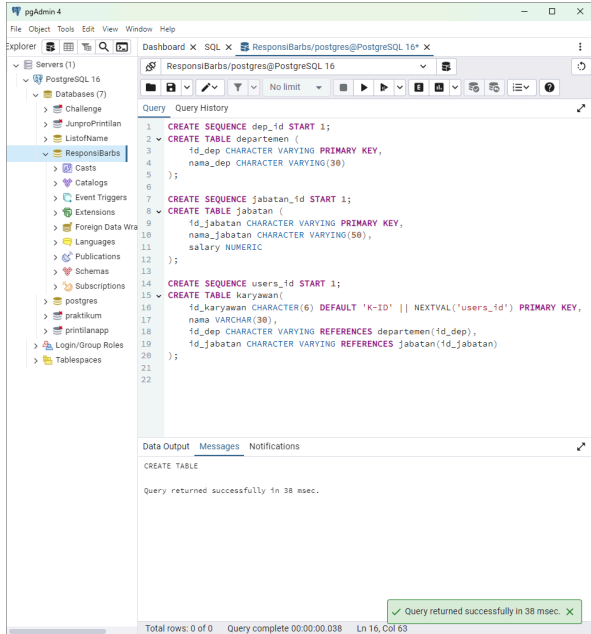 pgAdmin 4
File Object Tools Edit View Window Help
Explorer
Dashboard X SQL X ResponsiBarbs/postgres@PostgreSQL 16* X
Servers (1)
PostgreSQL 16
Databases (7)
Challenge
JunproPrintilan
ListofName
ResponsiBarbs
Casts
Catalogs
Event Triggers
Extensions
Foreign Data Wra
Languages
Publications
Schemas
Subscriptions
postgres
praktikum
printilanapp
Login/Group Roles
Tablespaces
ResponsiBarbs/postgres@PostgreSQL 16
No limit
Query Query History
1 CREATE SEQUENCE dep_id START 1;
2 CREATE TABLE departemen (
3 id_dep CHARACTER VARYING PRIMARY KEY,
4 nama_dep CHARACTER VARYING(30)
5 );
6
7 CREATE SEQUENCE jabatan_id START 1;
8 CREATE TABLE jabatan (
9 id_jabatan CHARACTER VARYING PRIMARY KEY,
10 nama_jabatan CHARACTER VARYING(50),
11 salary NUMERIC
12 );
13
14 CREATE SEQUENCE users_id START 1;
15 CREATE TABLE karyawan(
16 id_karyawan CHARACTER(6) DEFAULT 'K-ID' || NEXTVAL('users_id') PRIMARY KEY,
17 nama VARCHAR(30),
18 id_dep CHARACTER VARYING REFERENCES departemen(id_dep),
19 id_jabatan CHARACTER VARYING REFERENCES jabatan(id_jabatan)
20 );
21
22
Data Output Messages Notifications
CREATE TABLE
Query returned successfully in 38 msec.
Query returned successfully in 38 msec. X
Total rows: 0 of 0 Query complete 00:00:00.038 Ln 16, Col 63